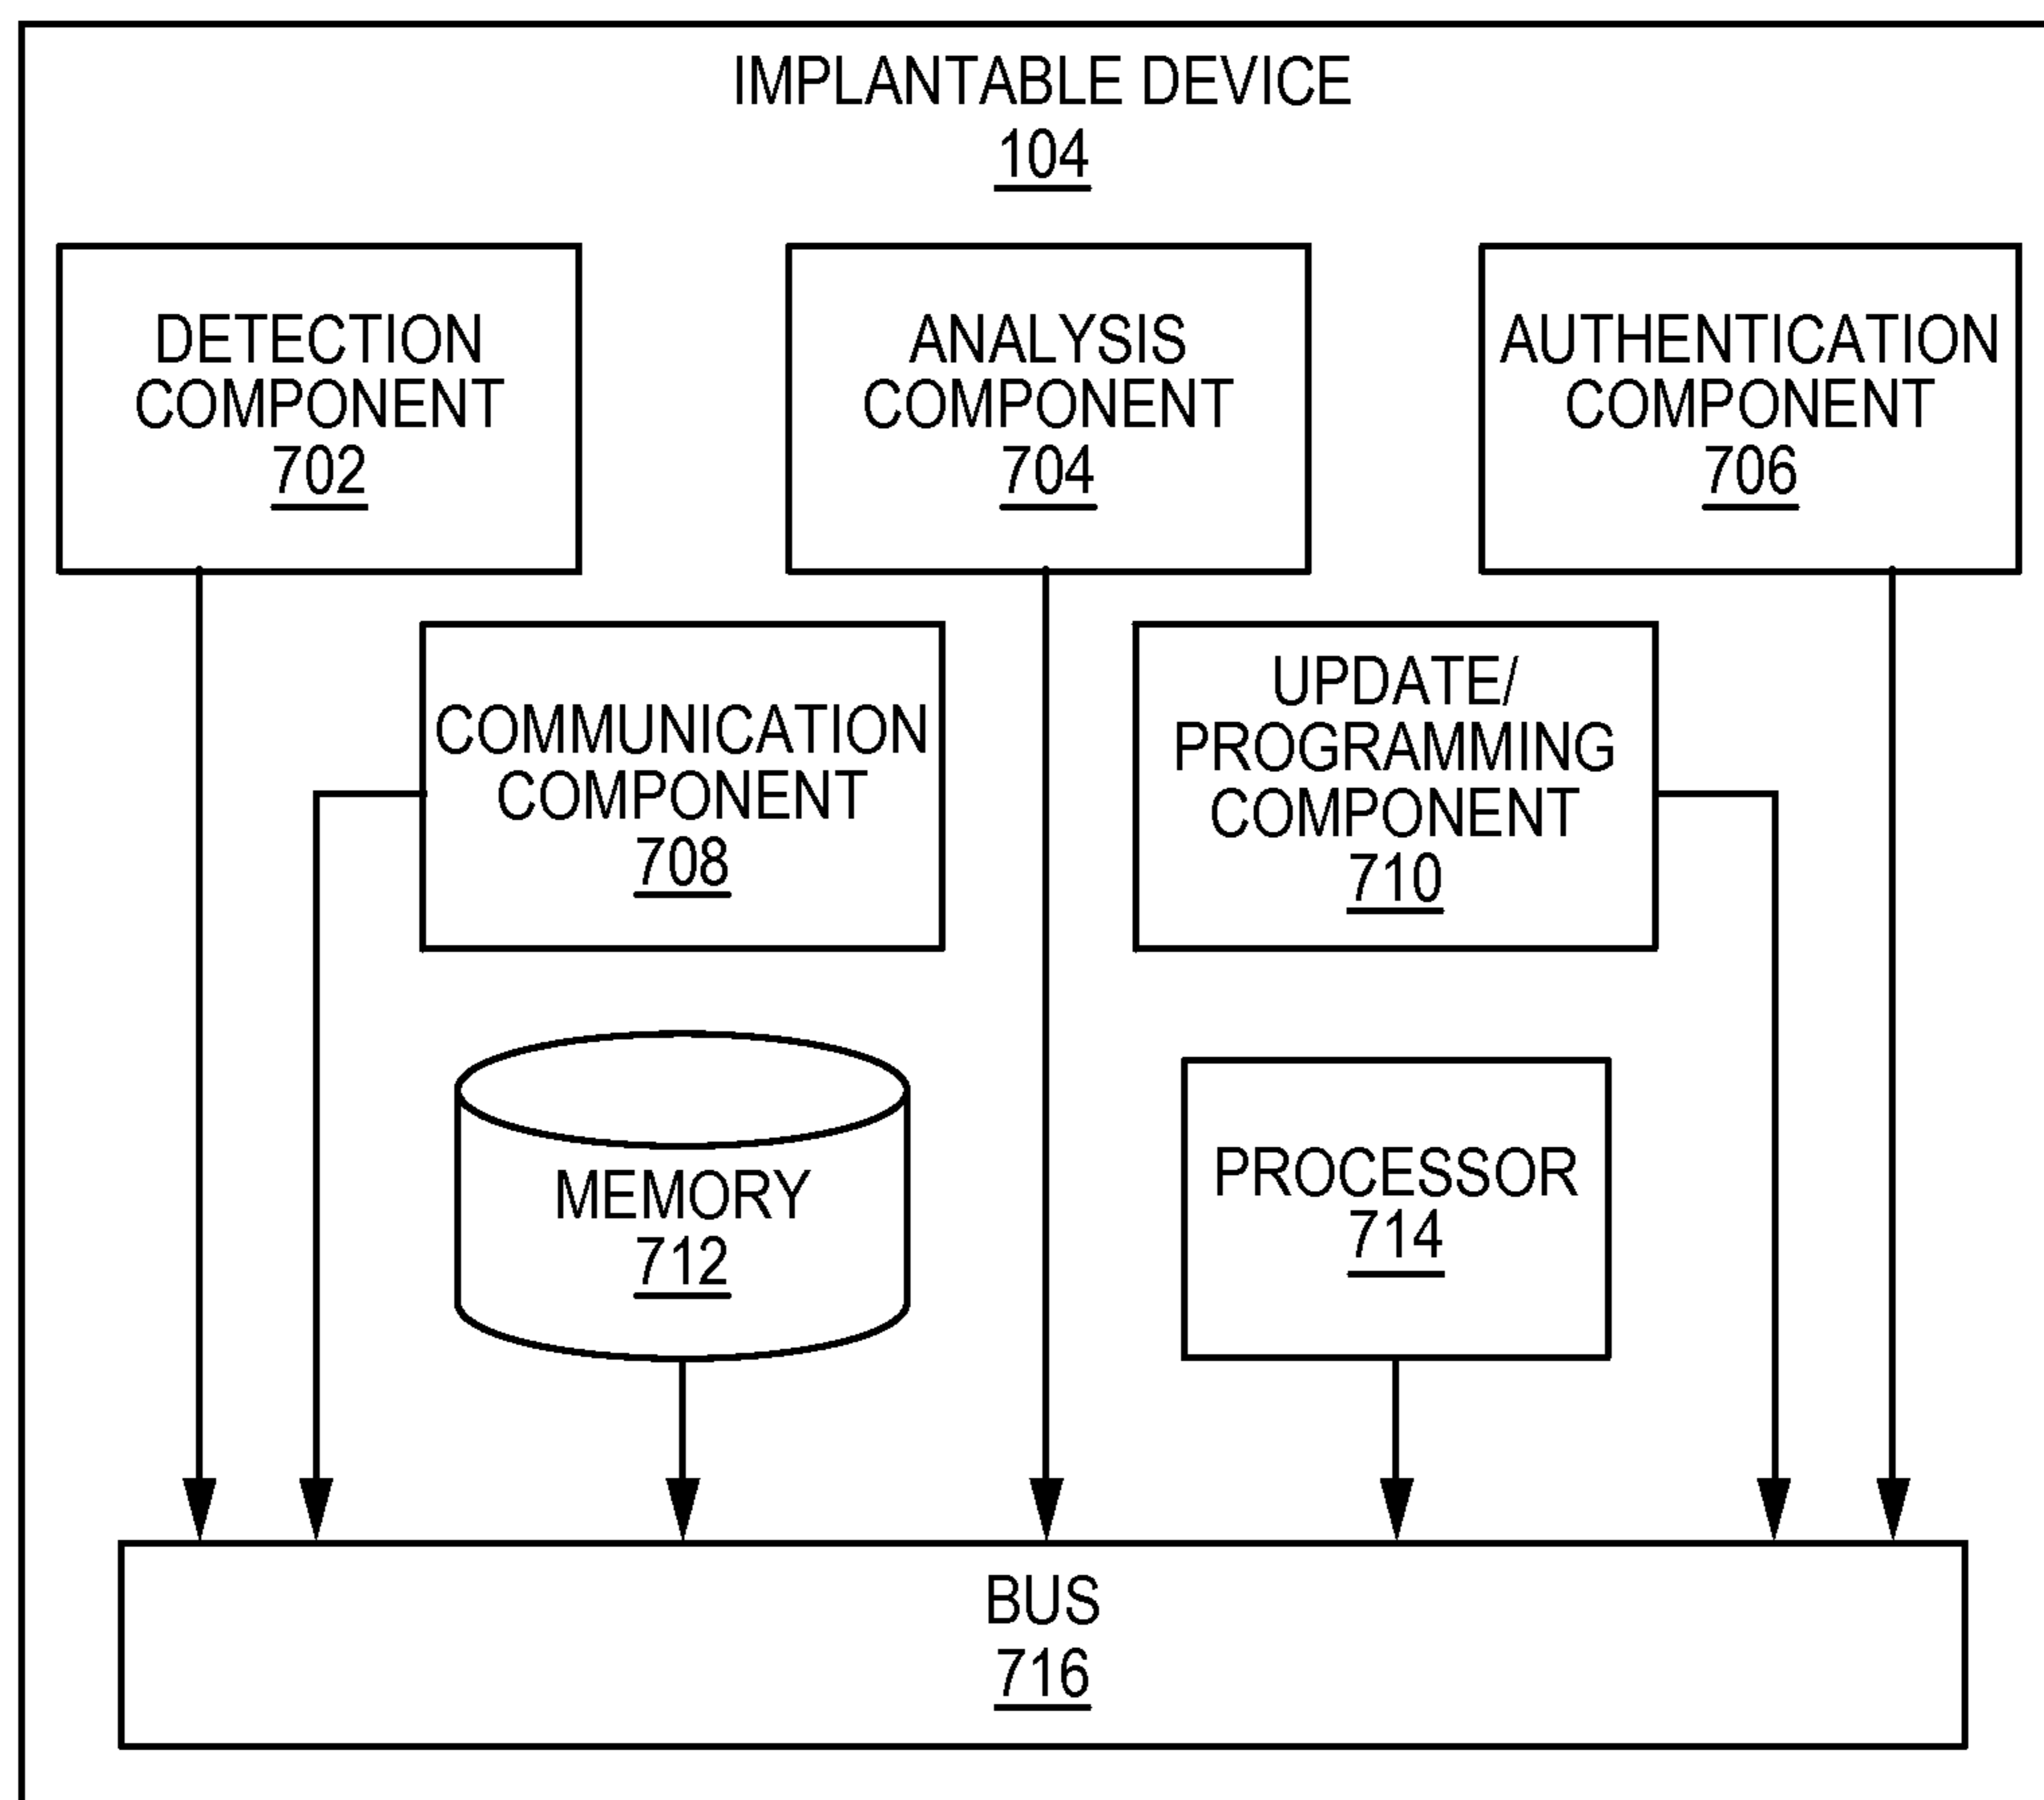 IMPLANTABLE DEVICE
104
DETECTION
COMPONENT
702
ANALYSIS
COMPONENT
704
AUTHENTICATION
COMPONENT
706
COMMUNICATION
COMPONENT
708
UPDATE/
PROGRAMMING
COMPONENT
710
MEMORY
712
PROCESSOR
714
BUS
716